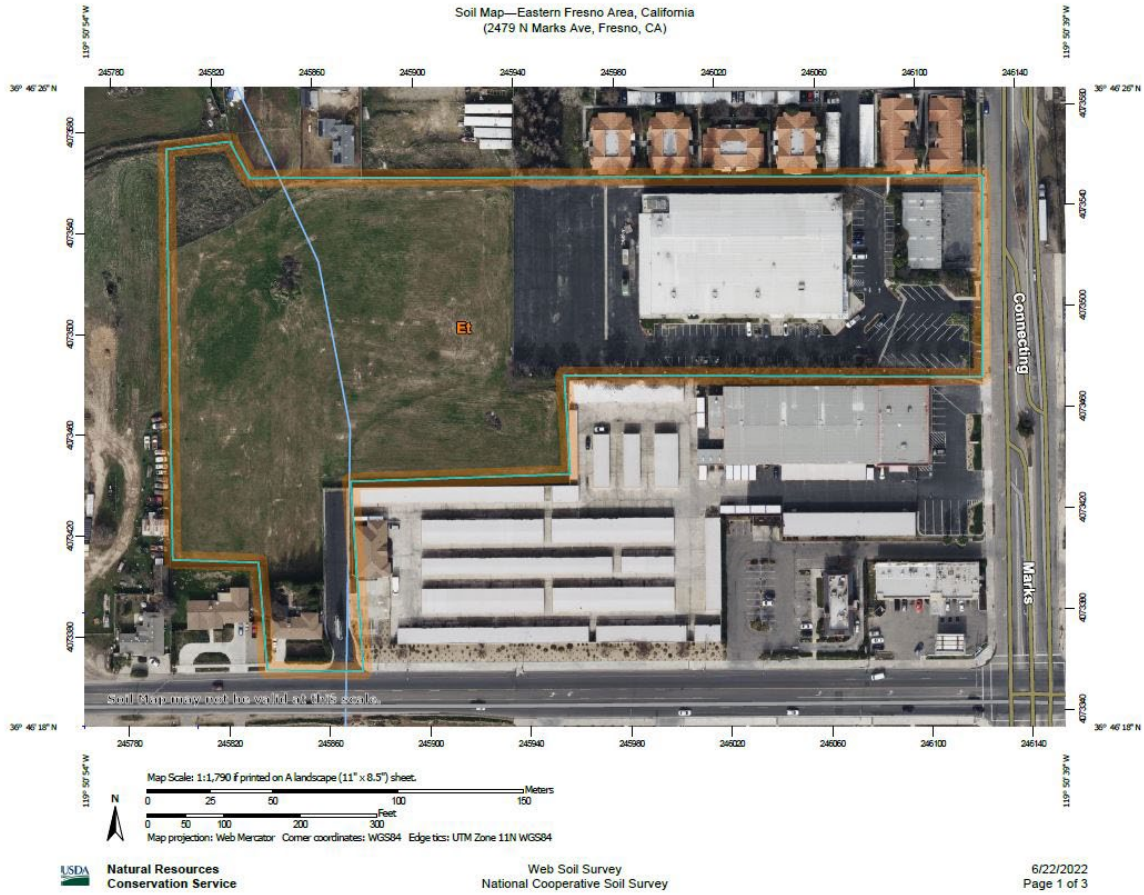 Soil Map—Eastern Fresno Area, California
(2479 N Marks Ave, Fresno, CA)
119° 50' 54'' W
119° 50' 39'' W
245780 245820 245860 245900 245940 245980 246020 246060 246100 246140
36° 46' 26'' N
36° 46' 26'' N
4073580
4073580
4073540
4073540
4073500
4073500
Et
Connecting
4073460
4073460
4073420
4073420
Marks
4073380
4073380
4073340
Soil Map may not be valid at this scale.
36° 46' 18'' N
36° 46' 18'' N
245780 245820 245860 245900 245940 245980 246020 246060 246100 246140
119° 50' 54'' W
119° 50' 39'' W
Map Scale: 1:1,790 if printed on A landscape (11" x 8.5") sheet.
N
Meters
0 25 50 100 150
Feet
0 50 100 200 300
Map projection: Web Mercator Corner coordinates: WGS84 Edge tics: UTM Zone 11N WGS84
USDA
Natural Resources
Conservation Service
Web Soil Survey
National Cooperative Soil Survey
6/22/2022
Page 1 of 3